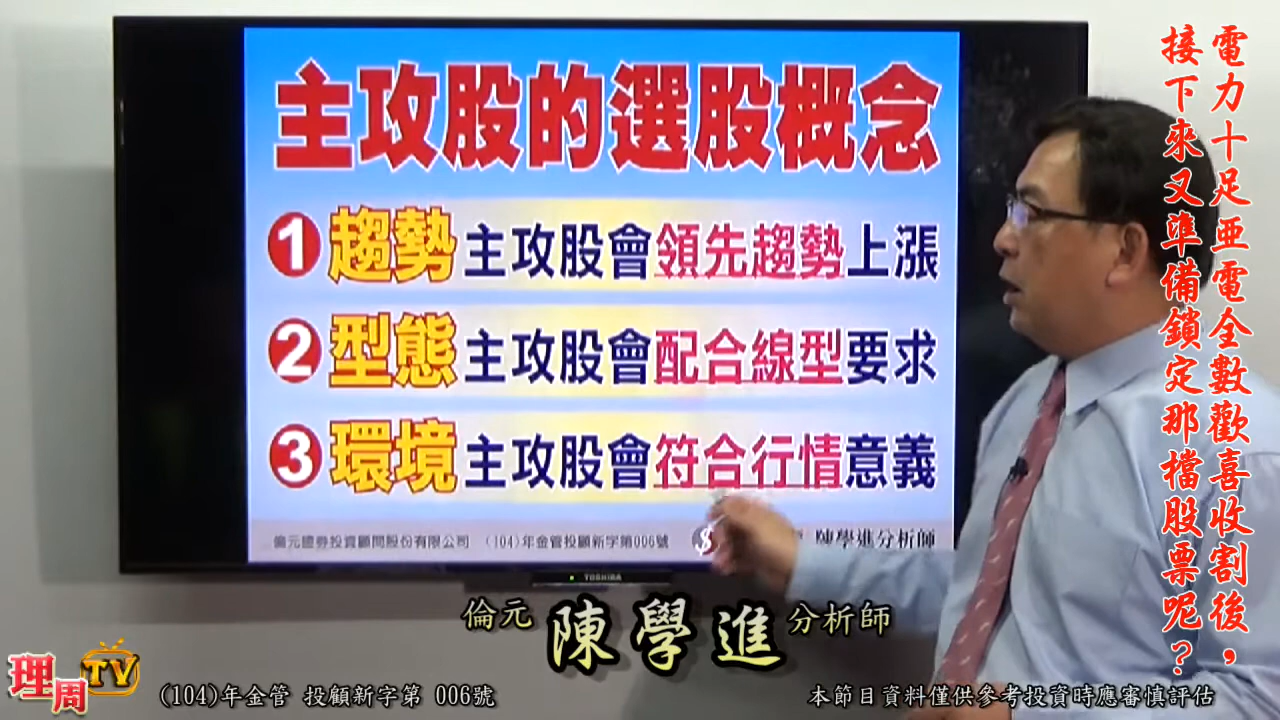 主攻股的選股概念
1 趨勢 主攻股會領先趨勢上漲
2 型態 主攻股會配合線型要求
3 環境 主攻股會符合行情意義
倫元證券投資顧問股份有限公司 (104)年金管投顧新字第006號
$ 陳學進分析師
TOSHIBA
電力十足亞電全數歡喜收割後，
接下來又準備鎖定那檔股票呢？
倫元 陳學進 分析師
理周TV
(104)年金管 投顧新字第 006號
本節目資料僅供參考投資時應審慎評估